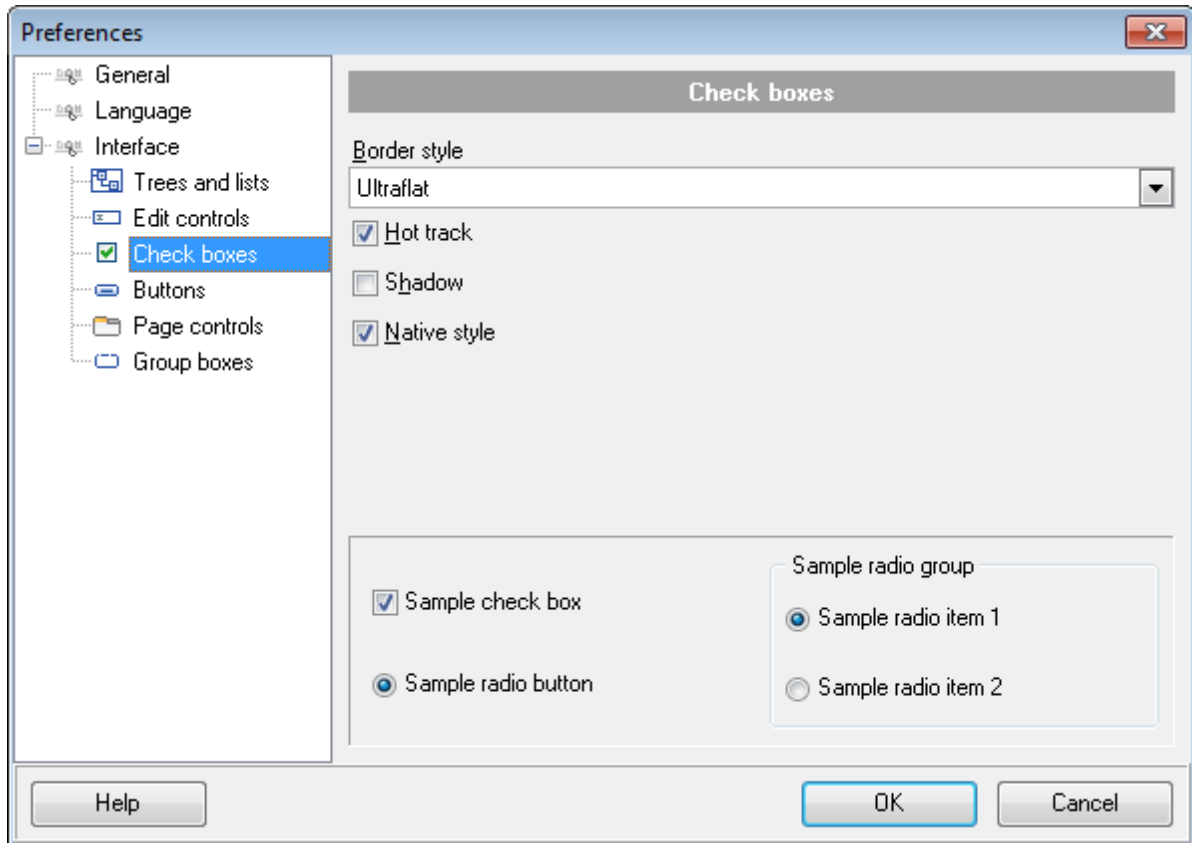 Preferences
General
Language
Interface
Trees and lists
Edit controls
Check boxes
Buttons
Page controls
Group boxes
Check boxes
Border style
Ultraflat
Hot track
Shadow
Native style
Sample check box
Sample radio button
Sample radio group
Sample radio item 1
Sample radio item 2
Help
OK
Cancel